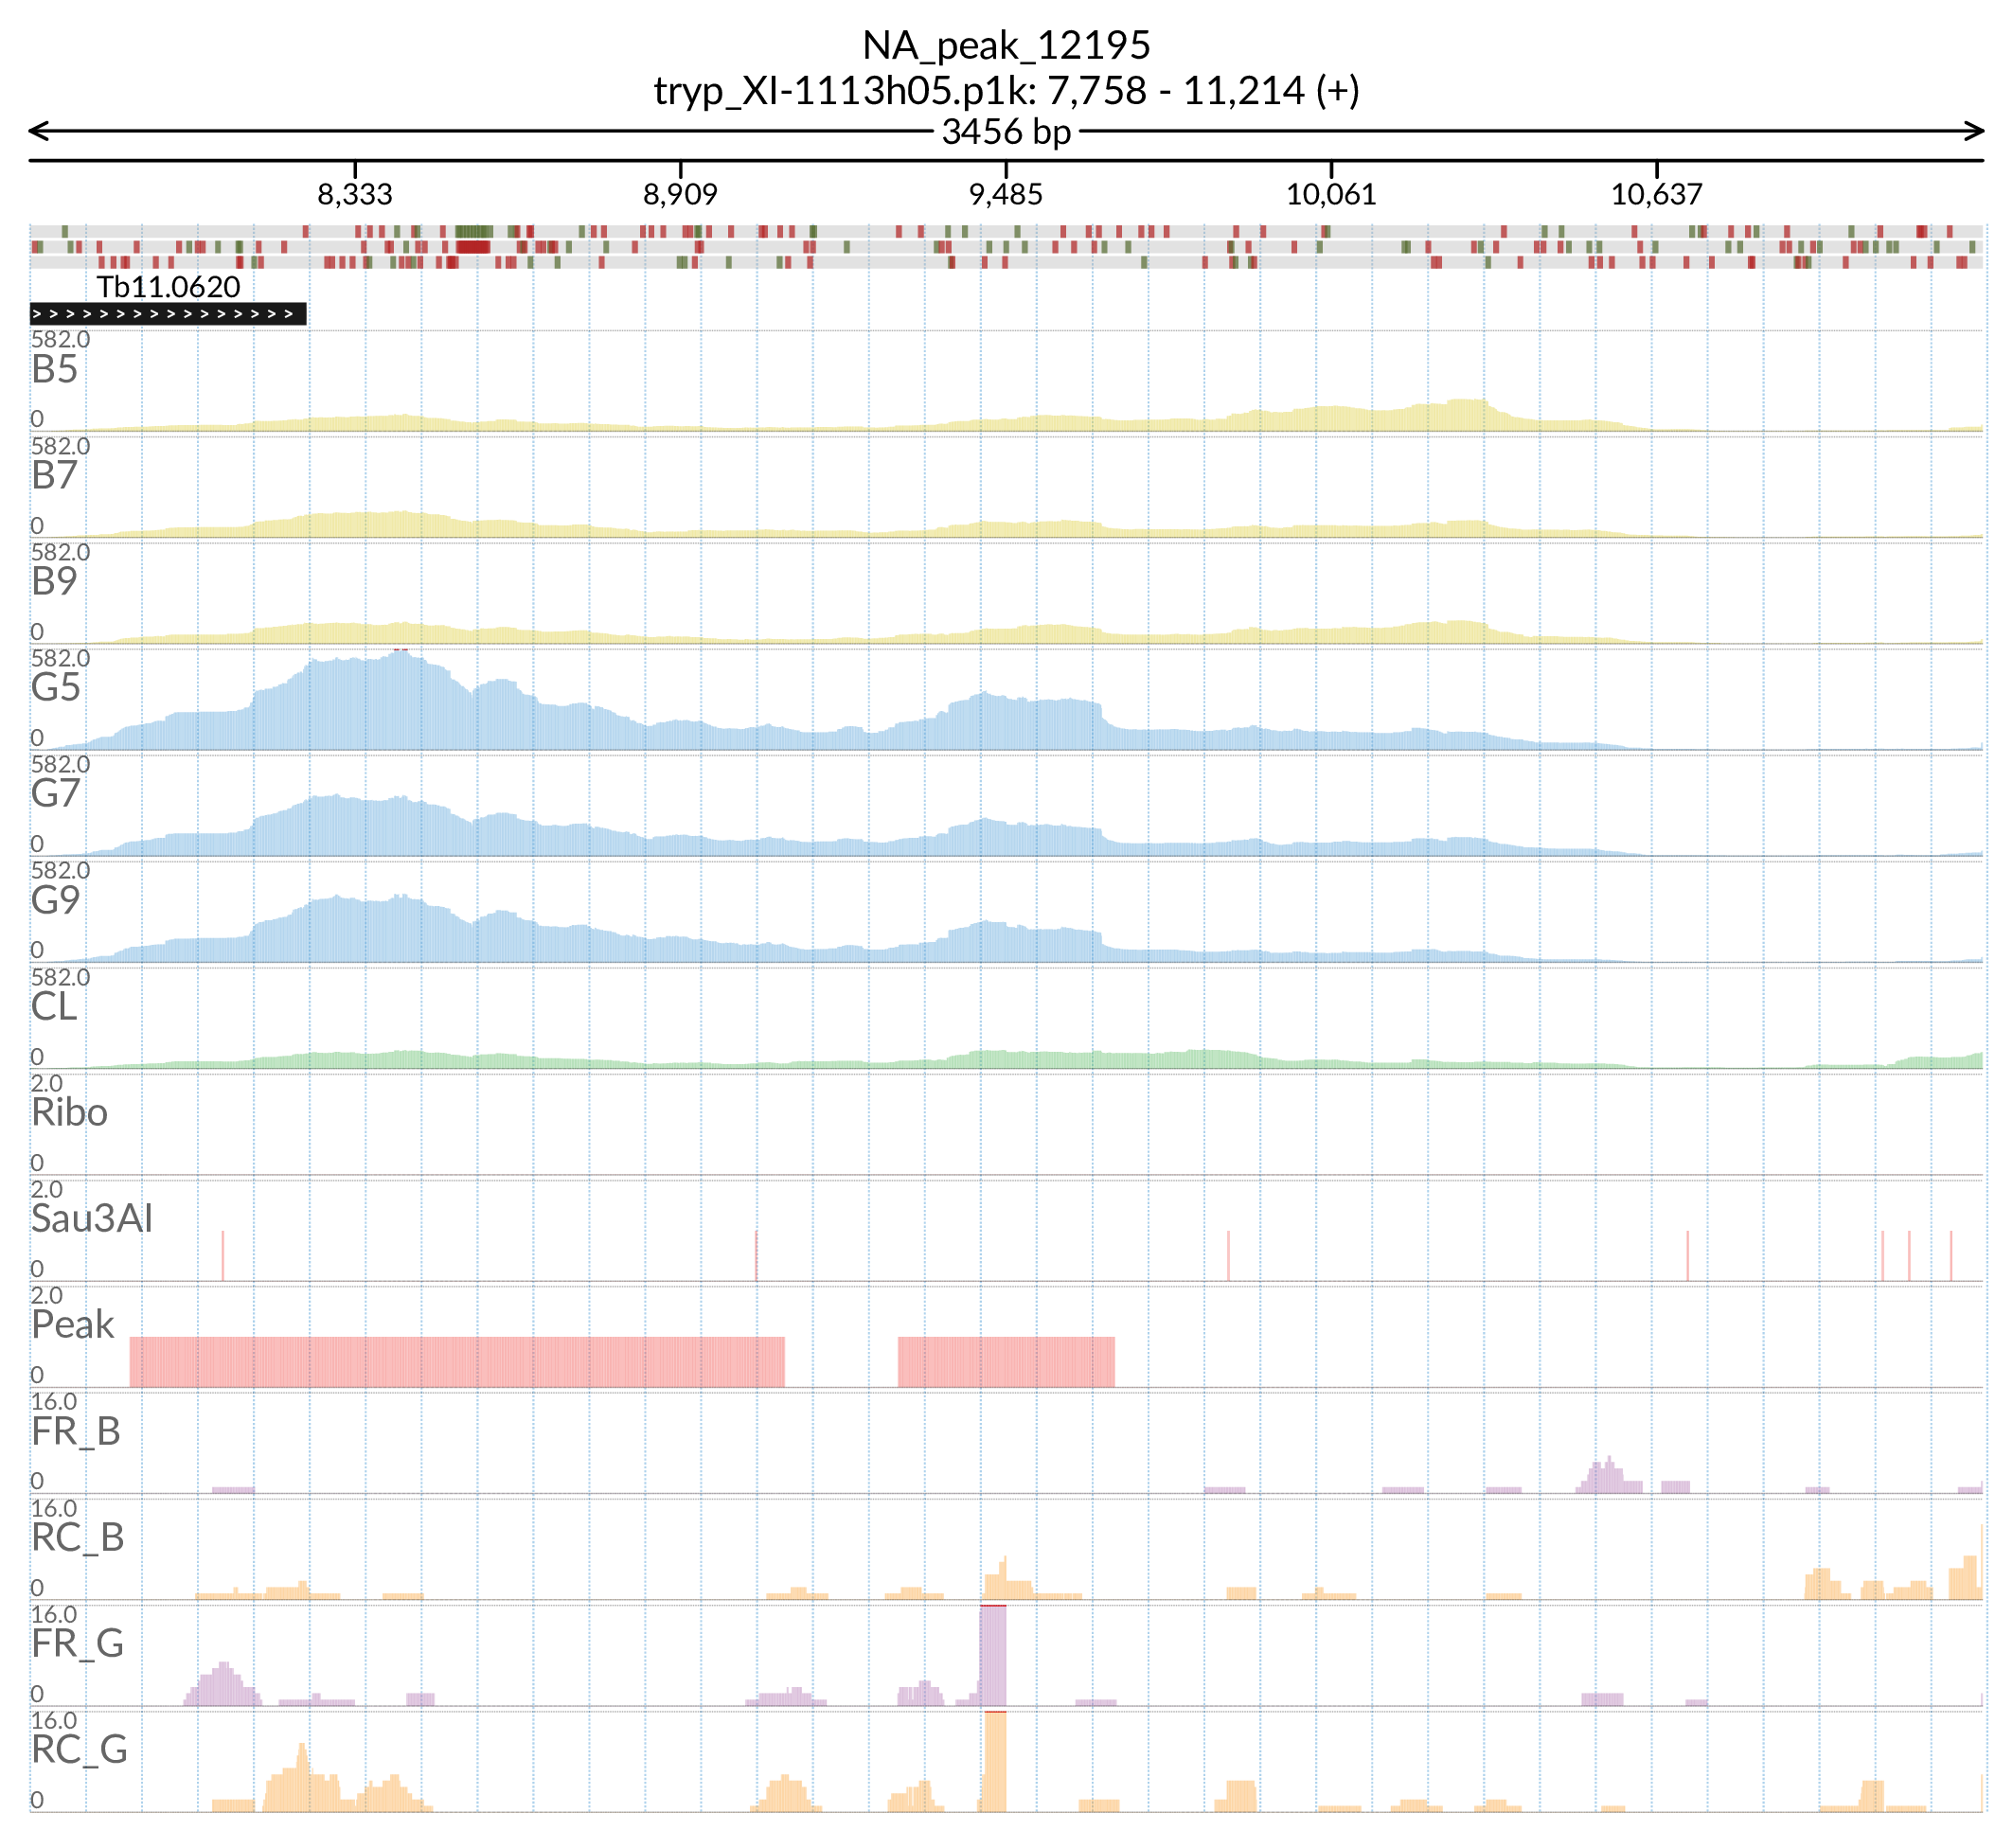 NA_peak_12195
tryp_XI-1113h05.p1k: 7,758 - 11,214 (+)
3456 bp
8,333 8,909 9,485 10,061 10,637
Tb11.0620
> > > > > > > > > > > > > > > >
582.0
B5
0
582.0
B7
0
582.0
B9
0
582.0
G5
0
582.0
G7
0
582.0
G9
0
582.0
CL
0
2.0
Ribo
0
2.0
Sau3AI
0
2.0
Peak
0
16.0
FR_B
0
16.0
RC_B
0
16.0
FR_G
0
16.0
RC_G
0